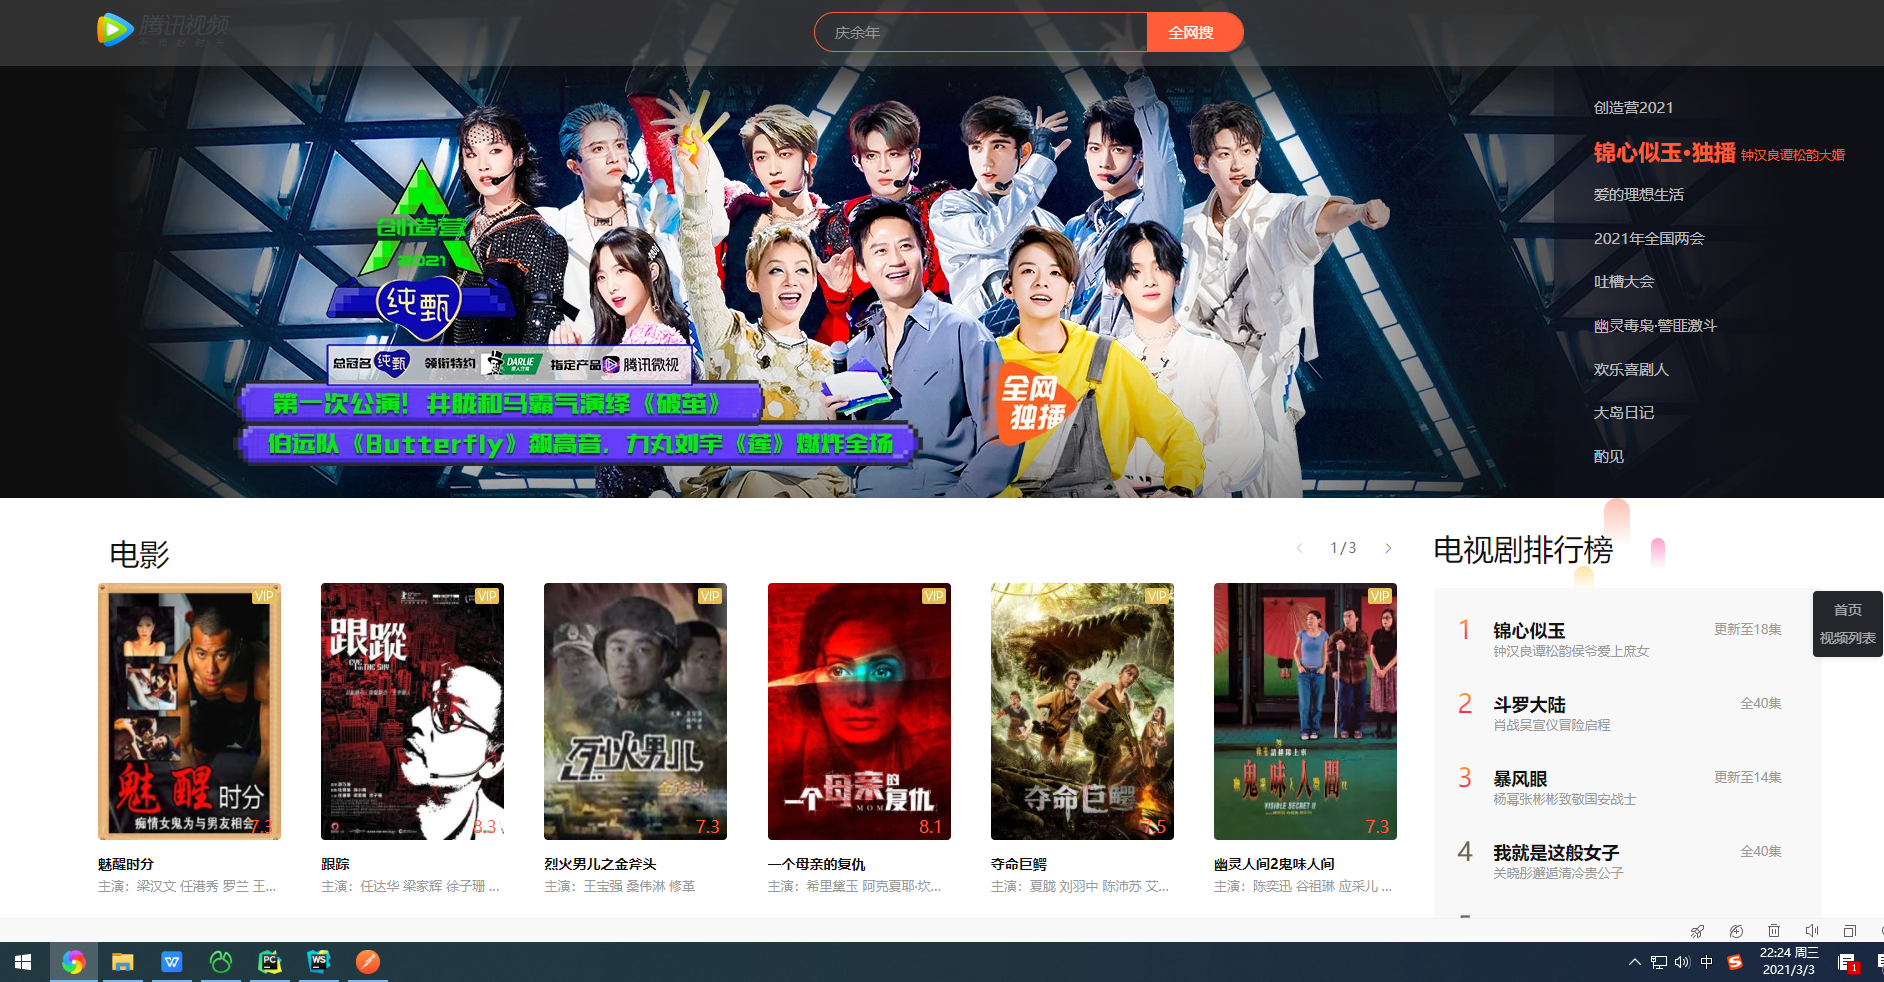 腾讯视频
不负好时光
庆余年
全网搜
创造营2021
锦心似玉·独播 钟汉良谭松韵大婚
爱的理想生活
2021年全国两会
吐槽大会
幽灵毒枭·警匪激斗
欢乐喜剧人
大岛日记
酌见
创造营
2021
纯甄
总冠名 纯甄 领衔特约 DARLIE 指定产品 腾讯微视
第一次公演！井胧和马霸气演绎《破茧》
伯远队《Butterfly》飙高音，力丸刘宇《莲》燃炸全场
全网
独播
电影
1 / 3
电视剧排行榜
首页
视频列表
VIP
魅醒时分
痴情女鬼为与男友相会
7.3
魅醒时分
主演：梁汉文 任港秀 罗兰 王...
VIP
跟蹤
EYE IN THE SKY
8.3
跟踪
主演：任达华 梁家辉 徐子珊 ...
VIP
烈火男儿
金斧头
7.3
烈火男儿之金斧头
主演：王宝强 桑伟淋 修革
VIP
一个母亲的复仇
MOM
8.1
一个母亲的复仇
主演：希里黛玉 阿克夏耶·坎...
VIP
夺命巨鳄
7.5
夺命巨鳄
主演：夏胧 刘羽中 陈沛苏 艾...
VIP
鬼味人間
VISIBLE SECRET II
7.3
幽灵人间2鬼味人间
主演：陈奕迅 谷祖琳 应采儿 ...
1 锦心似玉 更新至18集
钟汉良谭松韵侯爷爱上庶女
2 斗罗大陆 全40集
肖战吴宣仪冒险启程
3 暴风眼 更新至14集
杨幂张彬彬致敬国安战士
4 我就是这般女子 全40集
关晓彤邂逅清冷贵公子
PC
WS
中
22:24 周三
2021/3/3
1